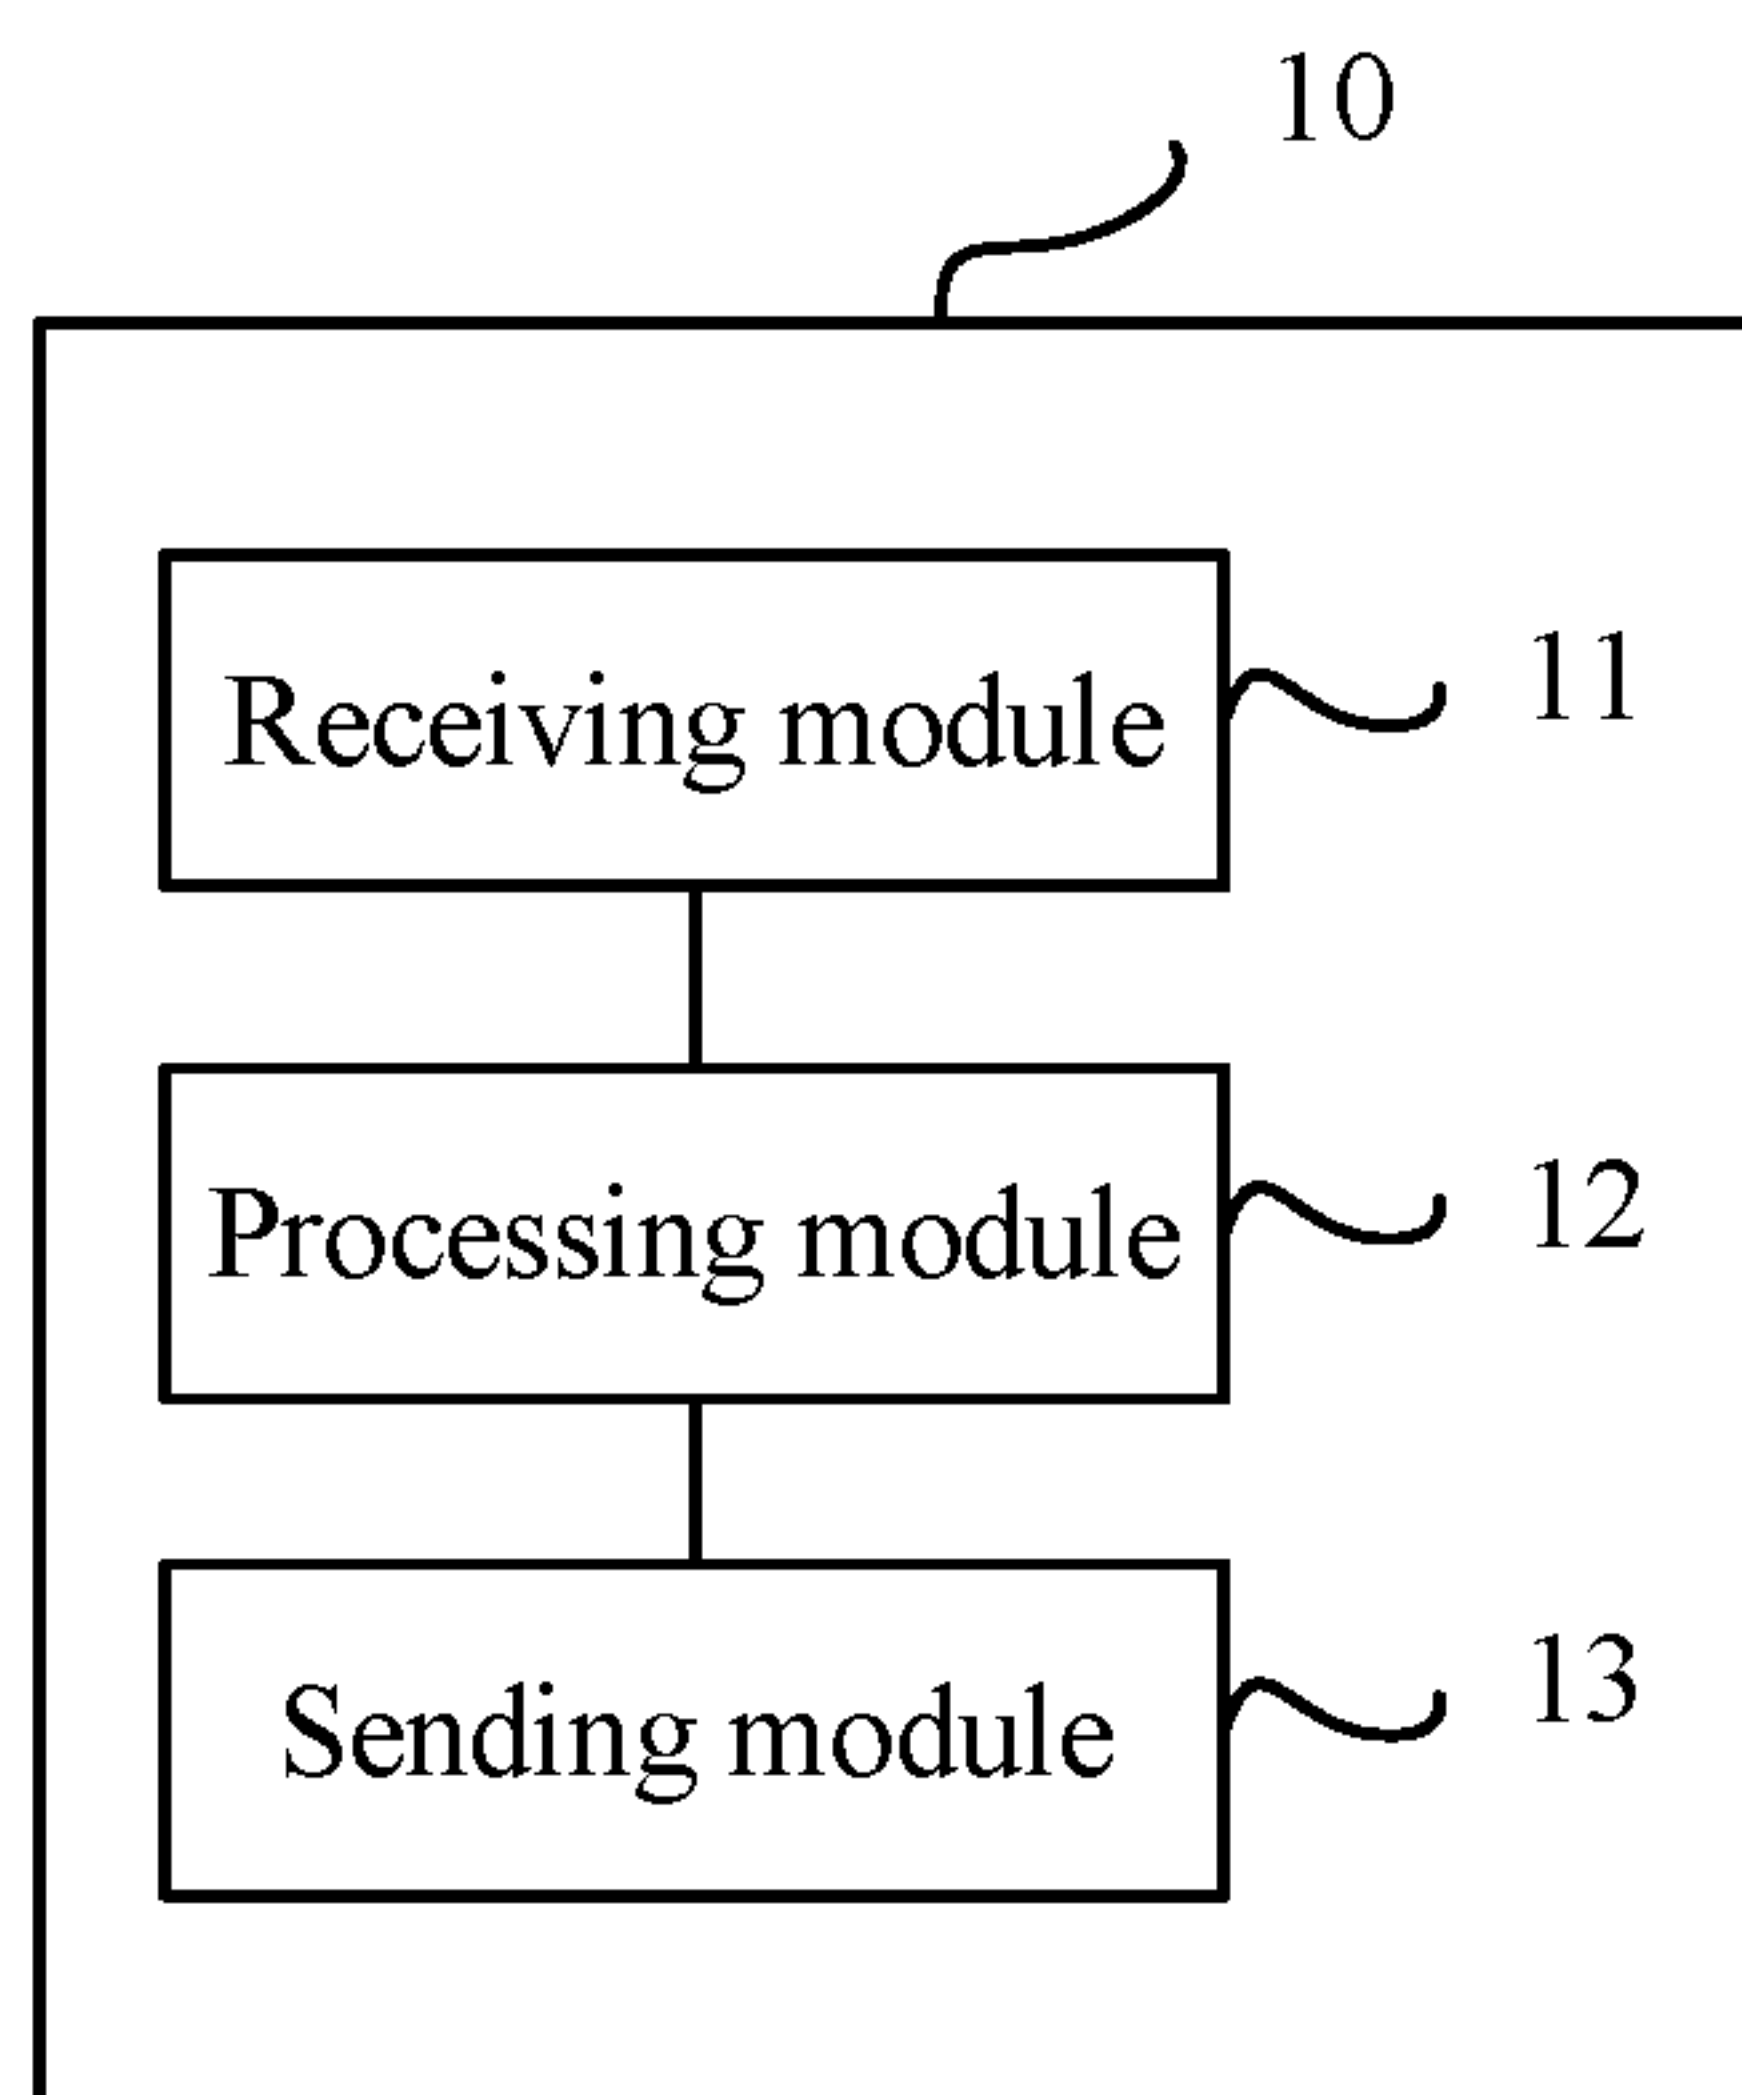 10
Receiving module
11
Processing module
12
Sending module
13